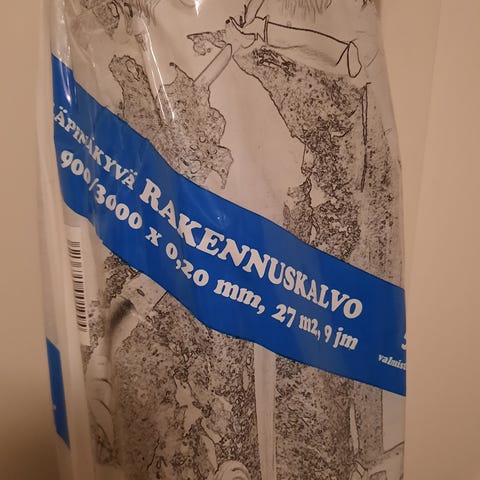 LÄPINÄKYVÄ RAKENNUSKALVO
900/3000 x 0,20 mm, 27 m2, 9 jm